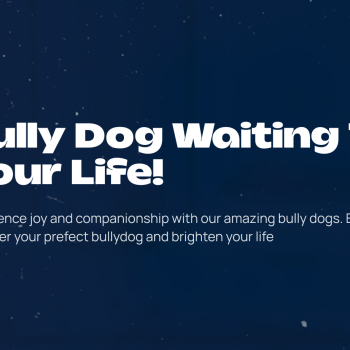 ully Dog Waiting
our Life!
ence joy and companionship with our amazing bully dogs.
er your prefect bullydog and brighten your life